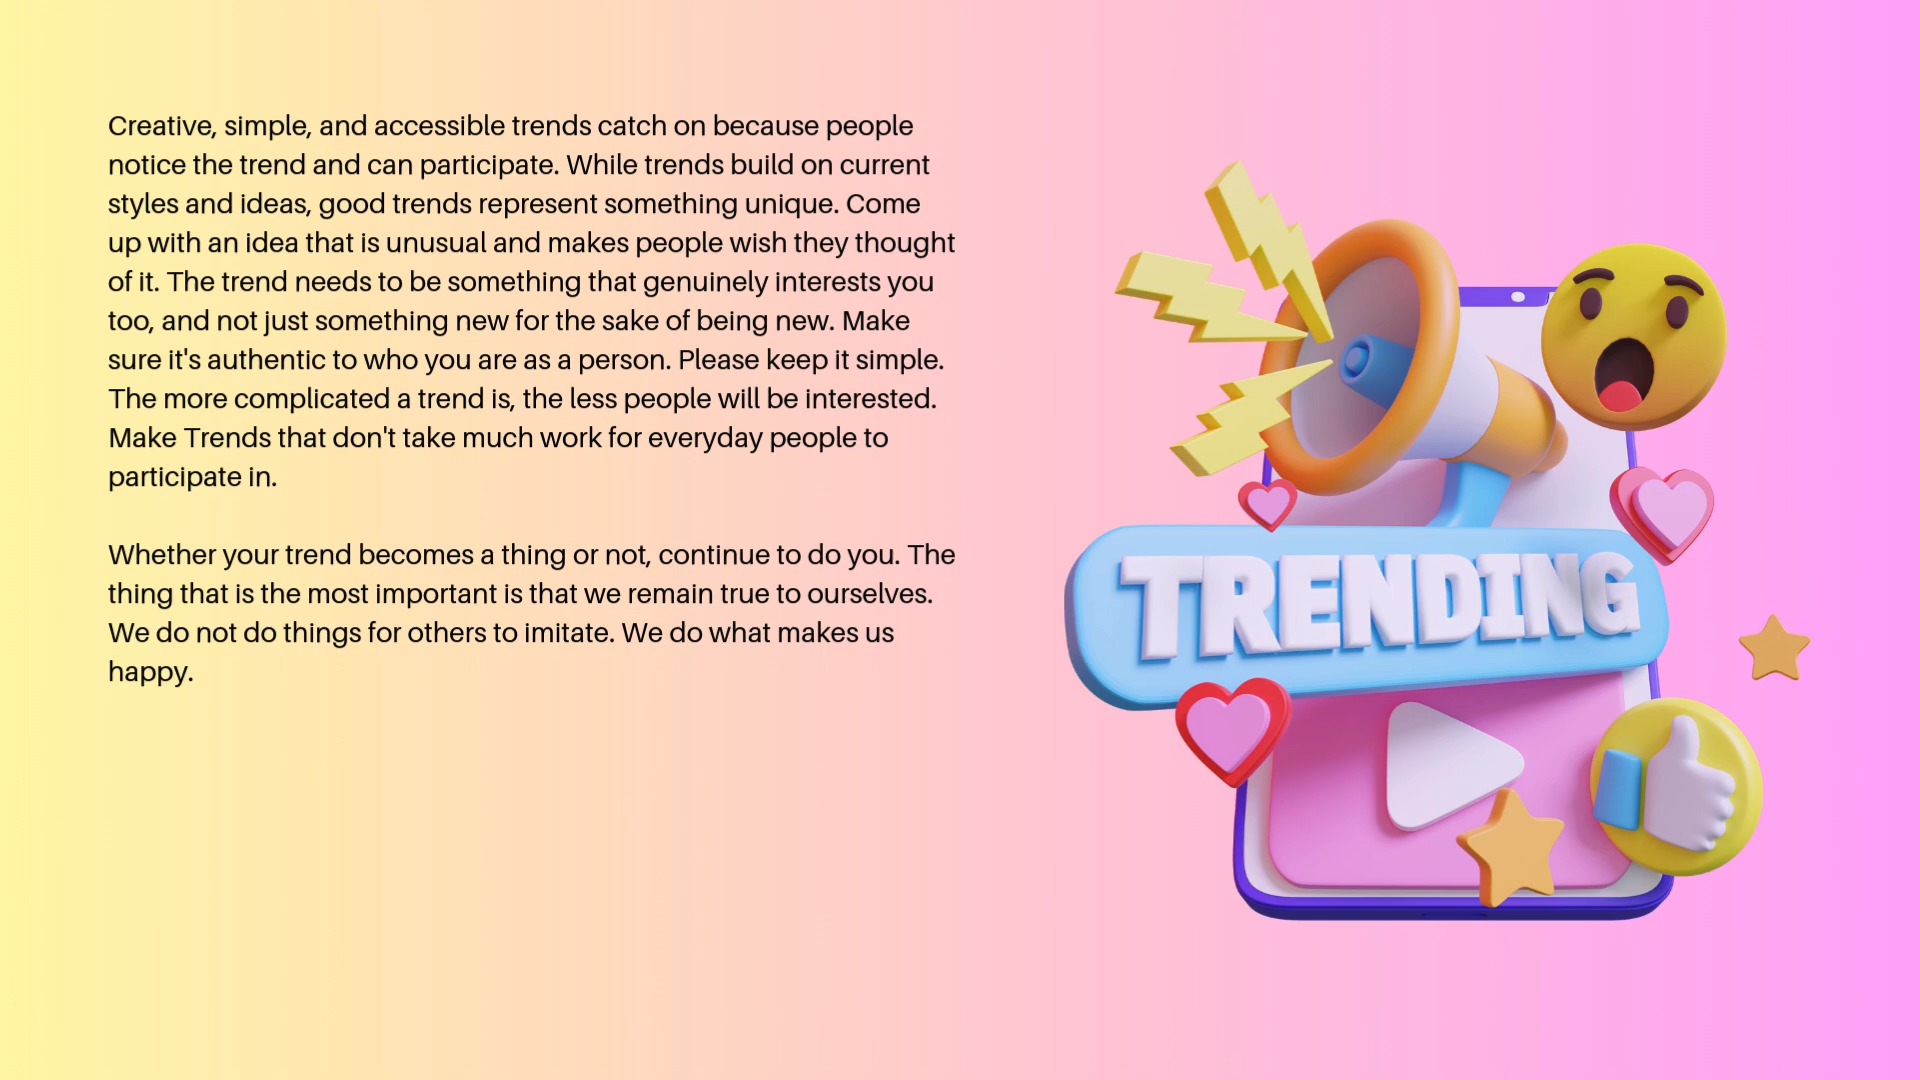 Creative, simple, and accessible trends catch on because people
notice the trend and can participate. While trends build on current
styles and ideas, good trends represent something unique. Come
up with an idea that is unusual and makes people wish they thought
of it. The trend needs to be something that genuinely interests you
too, and not just something new for the sake of being new. Make
sure it's authentic to who you are as a person. Please keep it simple.
The more complicated a trend is, the less people will be interested.
Make Trends that don't take much work for everyday people to
participate in.
Whether your trend becomes a thing or not, continue to do you. The
thing that is the most important is that we remain true to ourselves.
We do not do things for others to imitate. We do what makes us
happy.
TRENDING